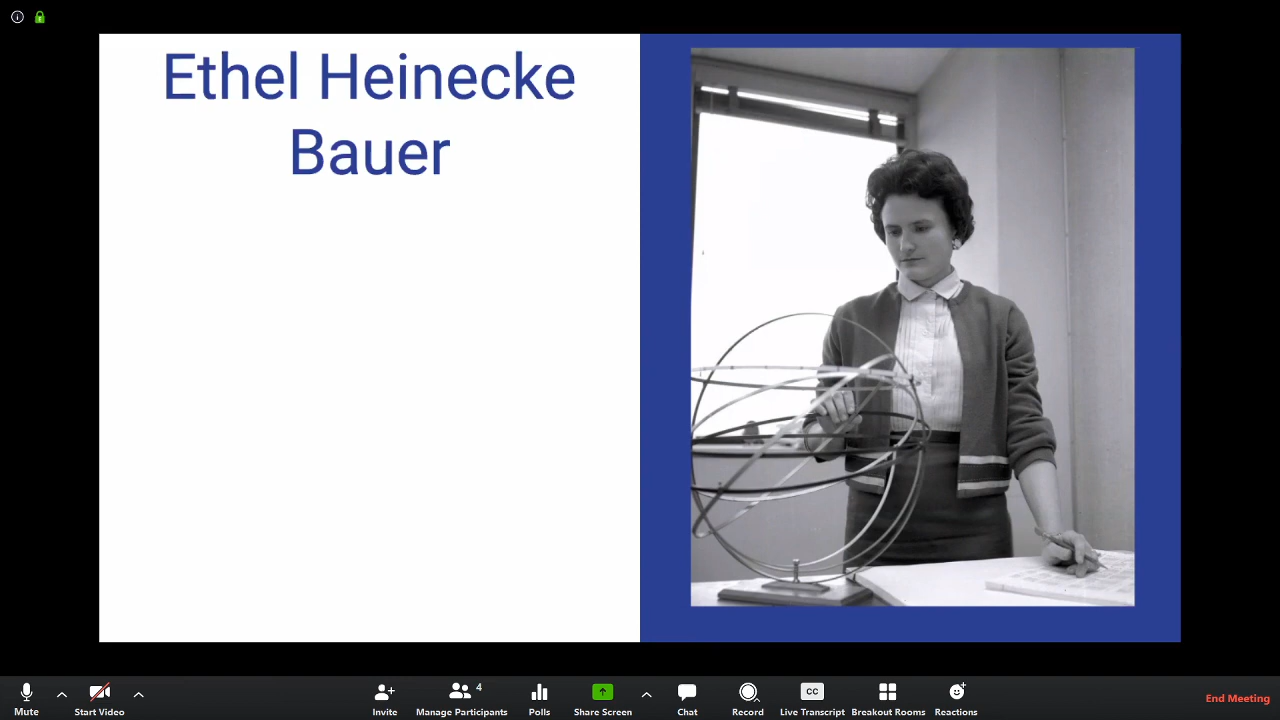 Ethel Heinecke
Bauer
4
CC
Mute
Start Video
Invite
Manage Participants
Polls
Share Screen
Chat
Record
Live Transcript
Breakout Rooms
Reactions
End Meeting